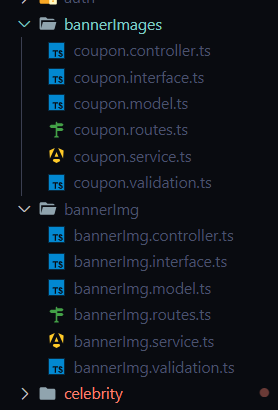 auth
bannerImages
coupon.controller.ts
coupon.interface.ts
coupon.model.ts
coupon.routes.ts
coupon.service.ts
coupon.validation.ts
bannerImg
bannerImg.controller.ts
bannerImg.interface.ts
bannerImg.model.ts
bannerImg.routes.ts
bannerImg.service.ts
bannerImg.validation.ts
celebrity